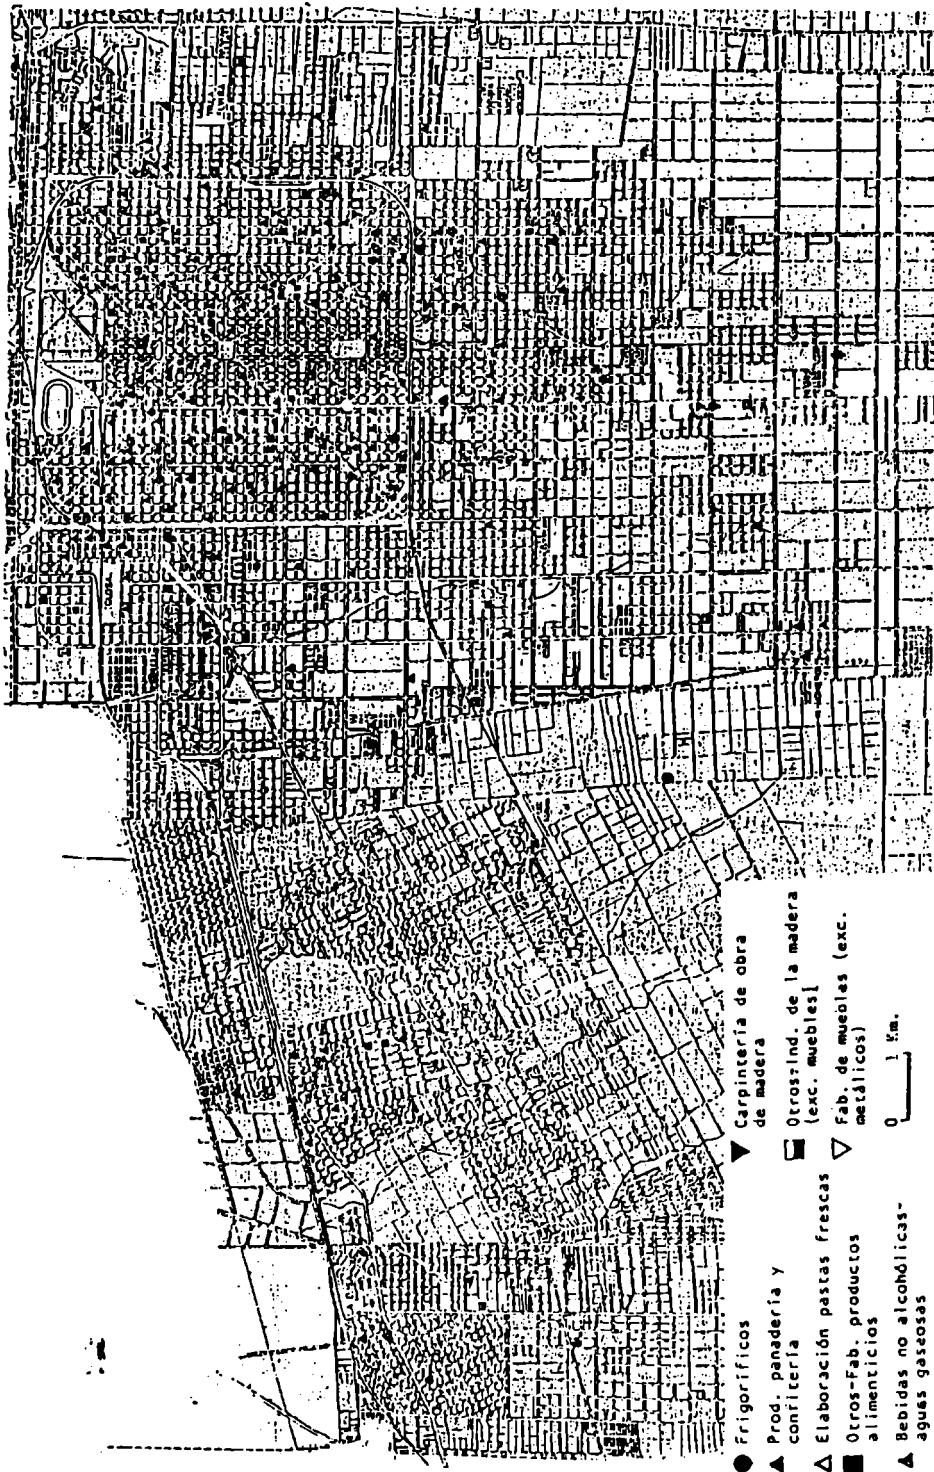 Frigoríficos
Prod. panadería y
confitería
Elaboración pastas frescas
Otros-Fab. productos
alimenticios
Bebidas no alcohólicas-
aguas gaseosas
Carpintería de obra
de madera
Otros-Ind. de la madera
(exc. muebles)
Fab. de muebles (exc.
metálicos)
0 1 Km.